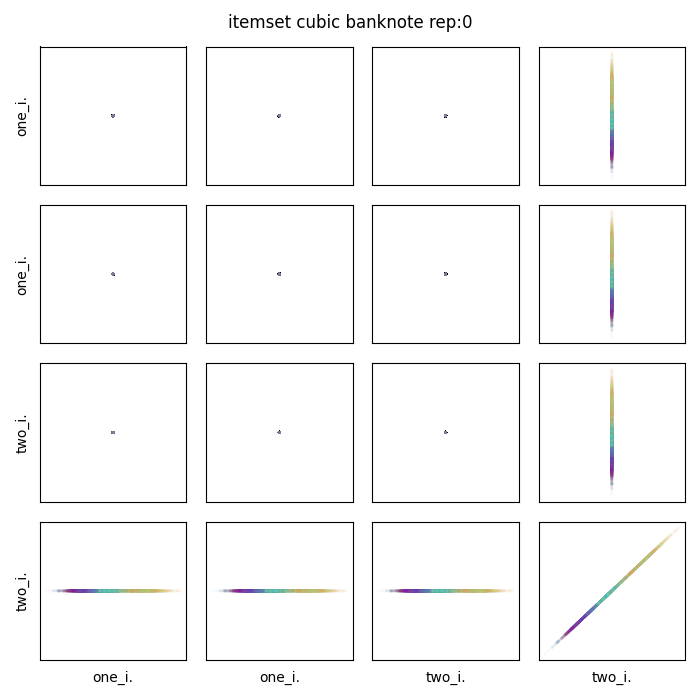 itemset cubic banknote rep:0
one_i.
one_i.
two_i.
two_i.
one_i. one_i. two_i. two_i.